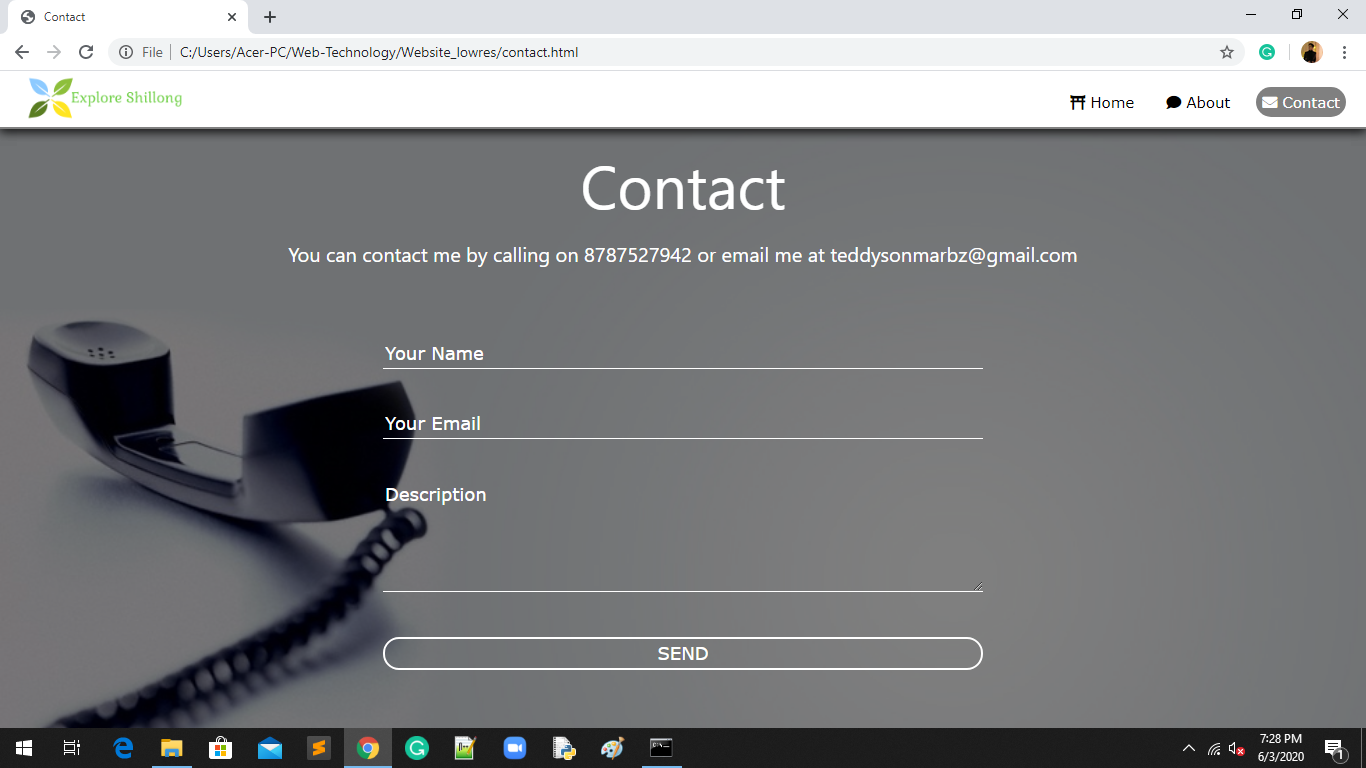 Contact
File
C:/Users/Acer-PC/Web-Technology/Website_lowres/contact.html
Explore Shillong
Home
About
Contact
Contact
You can contact me by calling on 8787527942 or email me at teddysonmarbz@gmail.com
Your Name
Your Email
Description
SEND
7:28 PM
6/3/2020
1